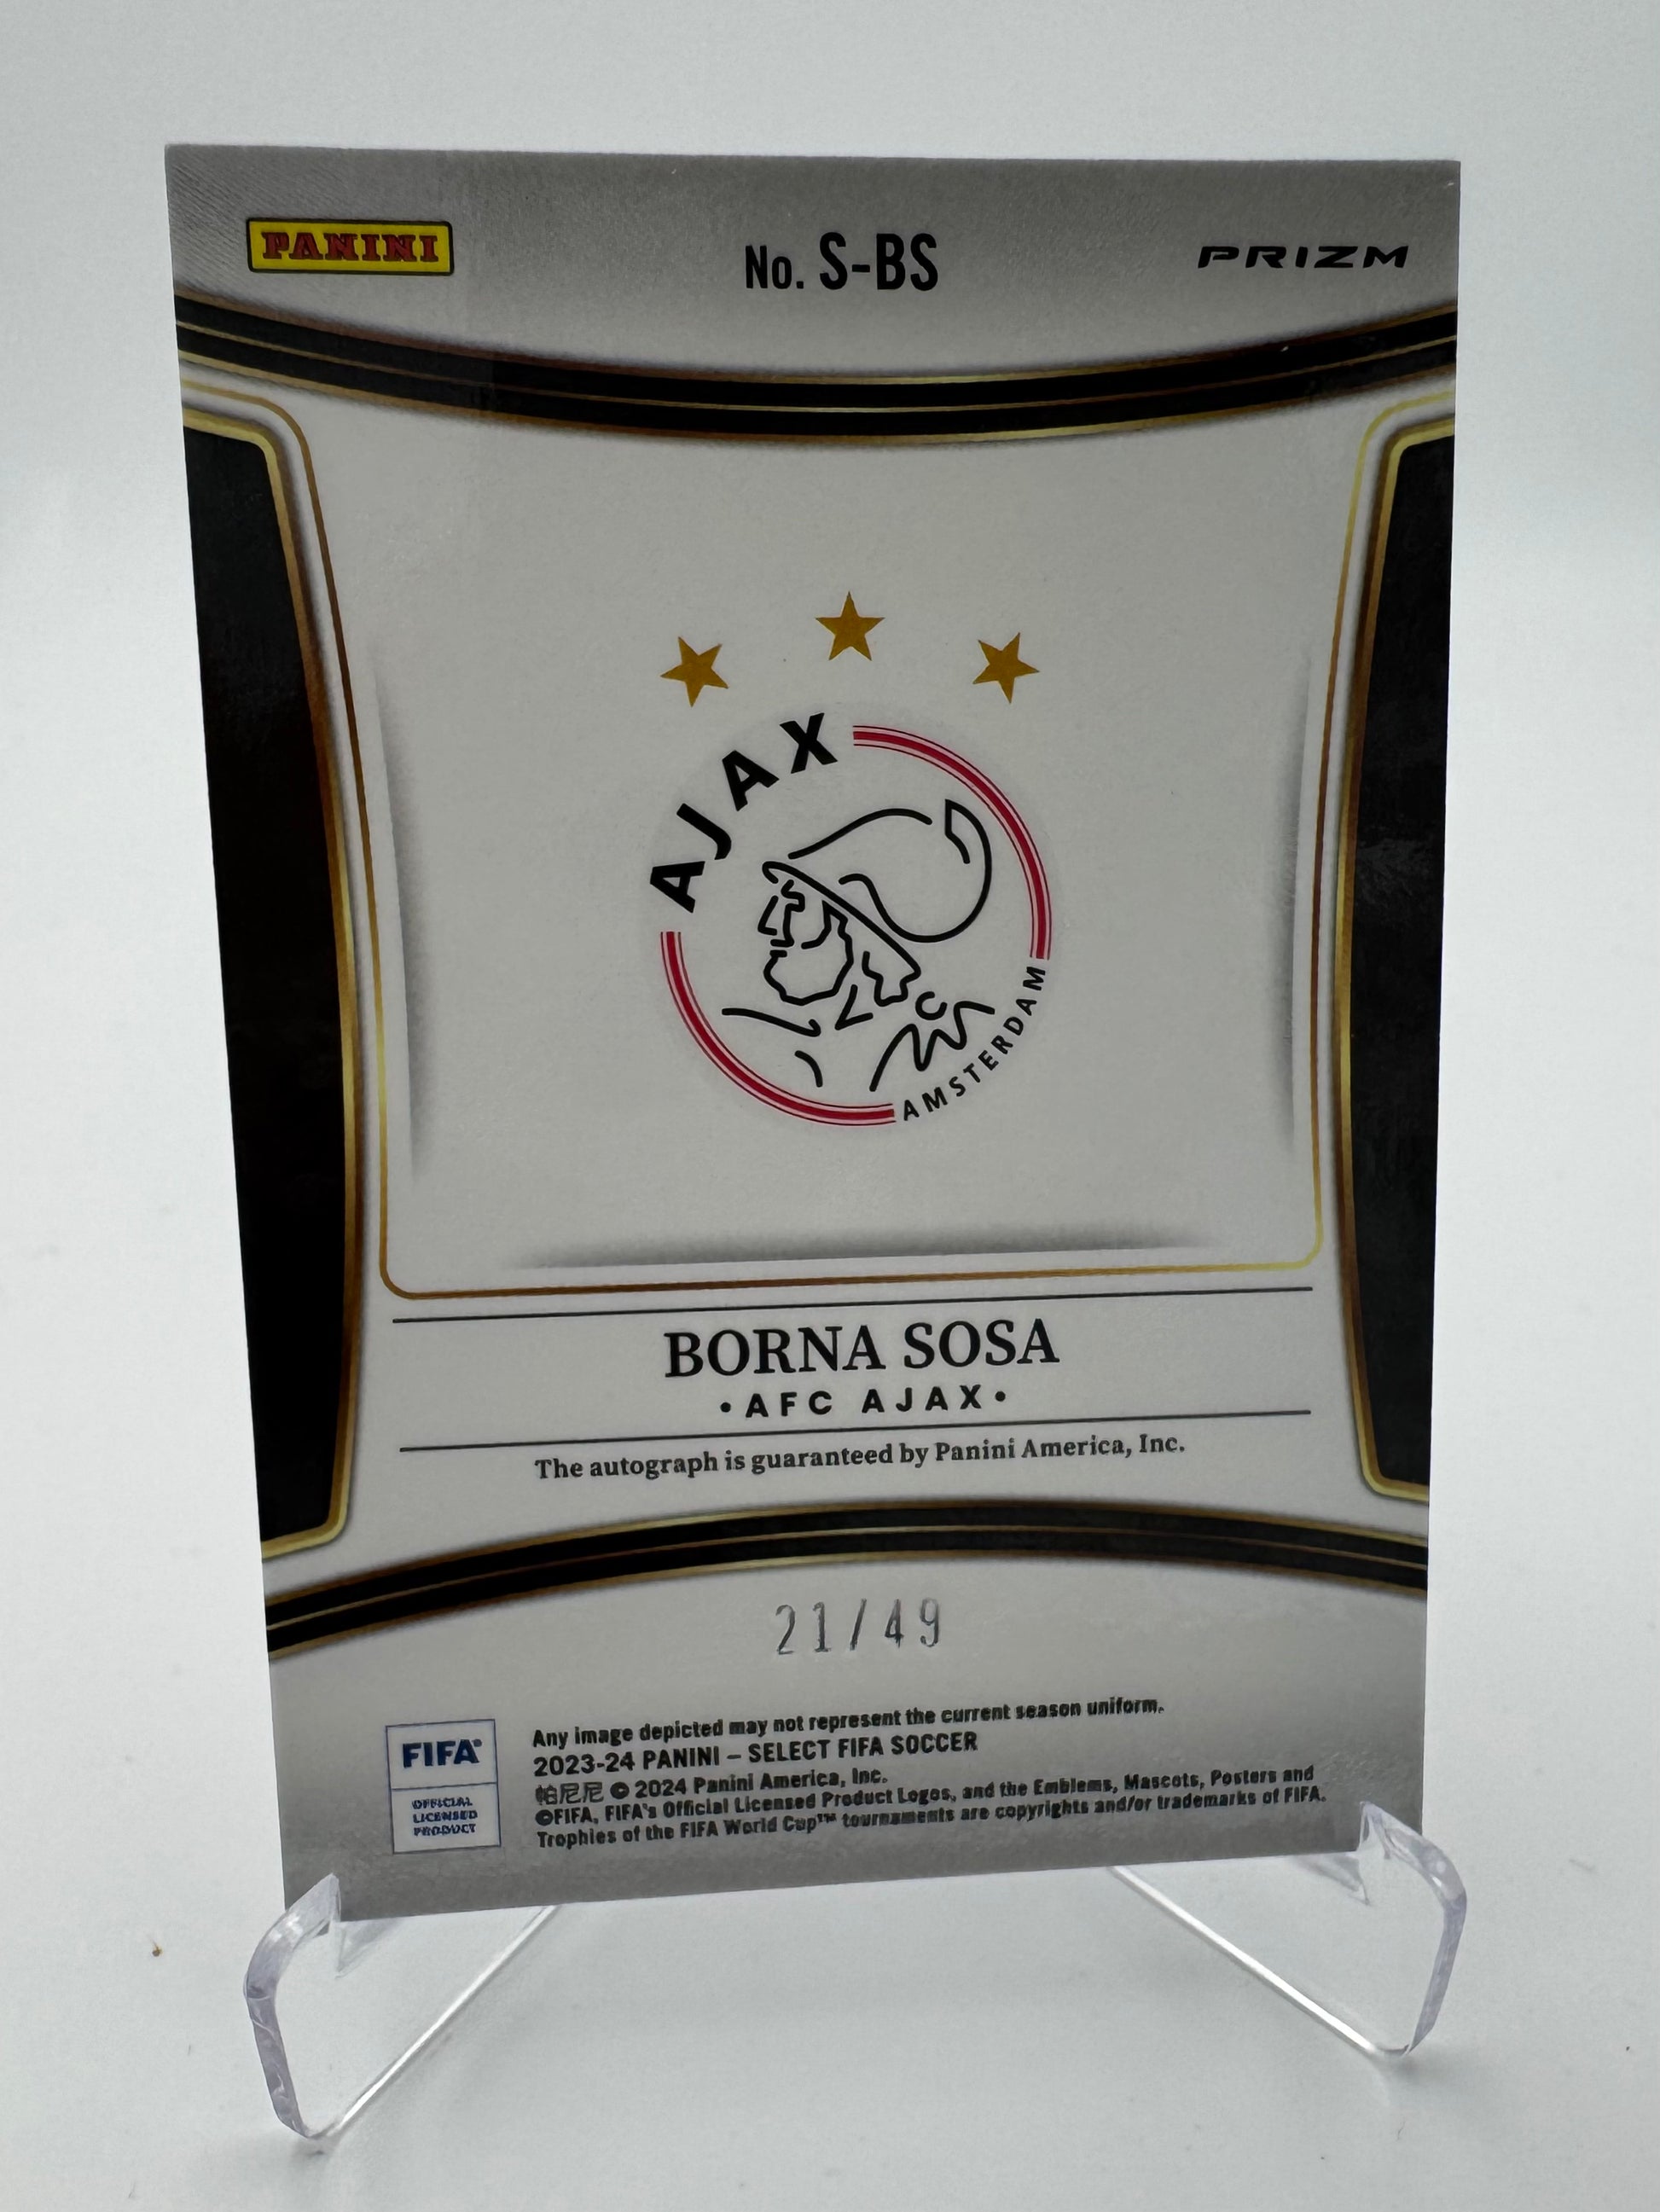 PANINI
No. S-BS
PRIZM
AJAX
AMSTERDAM
BORNA SOSA
•AFC AJAX•
The autograph is guaranteed by Panini America, Inc.
21/49
FIFA®
OFFICIAL
LICENSED
PRODUCT
Any image depicted may not represent the current season uniform.
2023-24 PANINI – SELECT FIFA SOCCER
帕尼尼 © 2024 Panini America, Inc.
©FIFA, FIFA's Official Licensed Product Logos, and the Emblems, Mascots, Posters and
Trophies of the FIFA World Cup™ tournaments are copyrights and/or trademarks of FIFA.